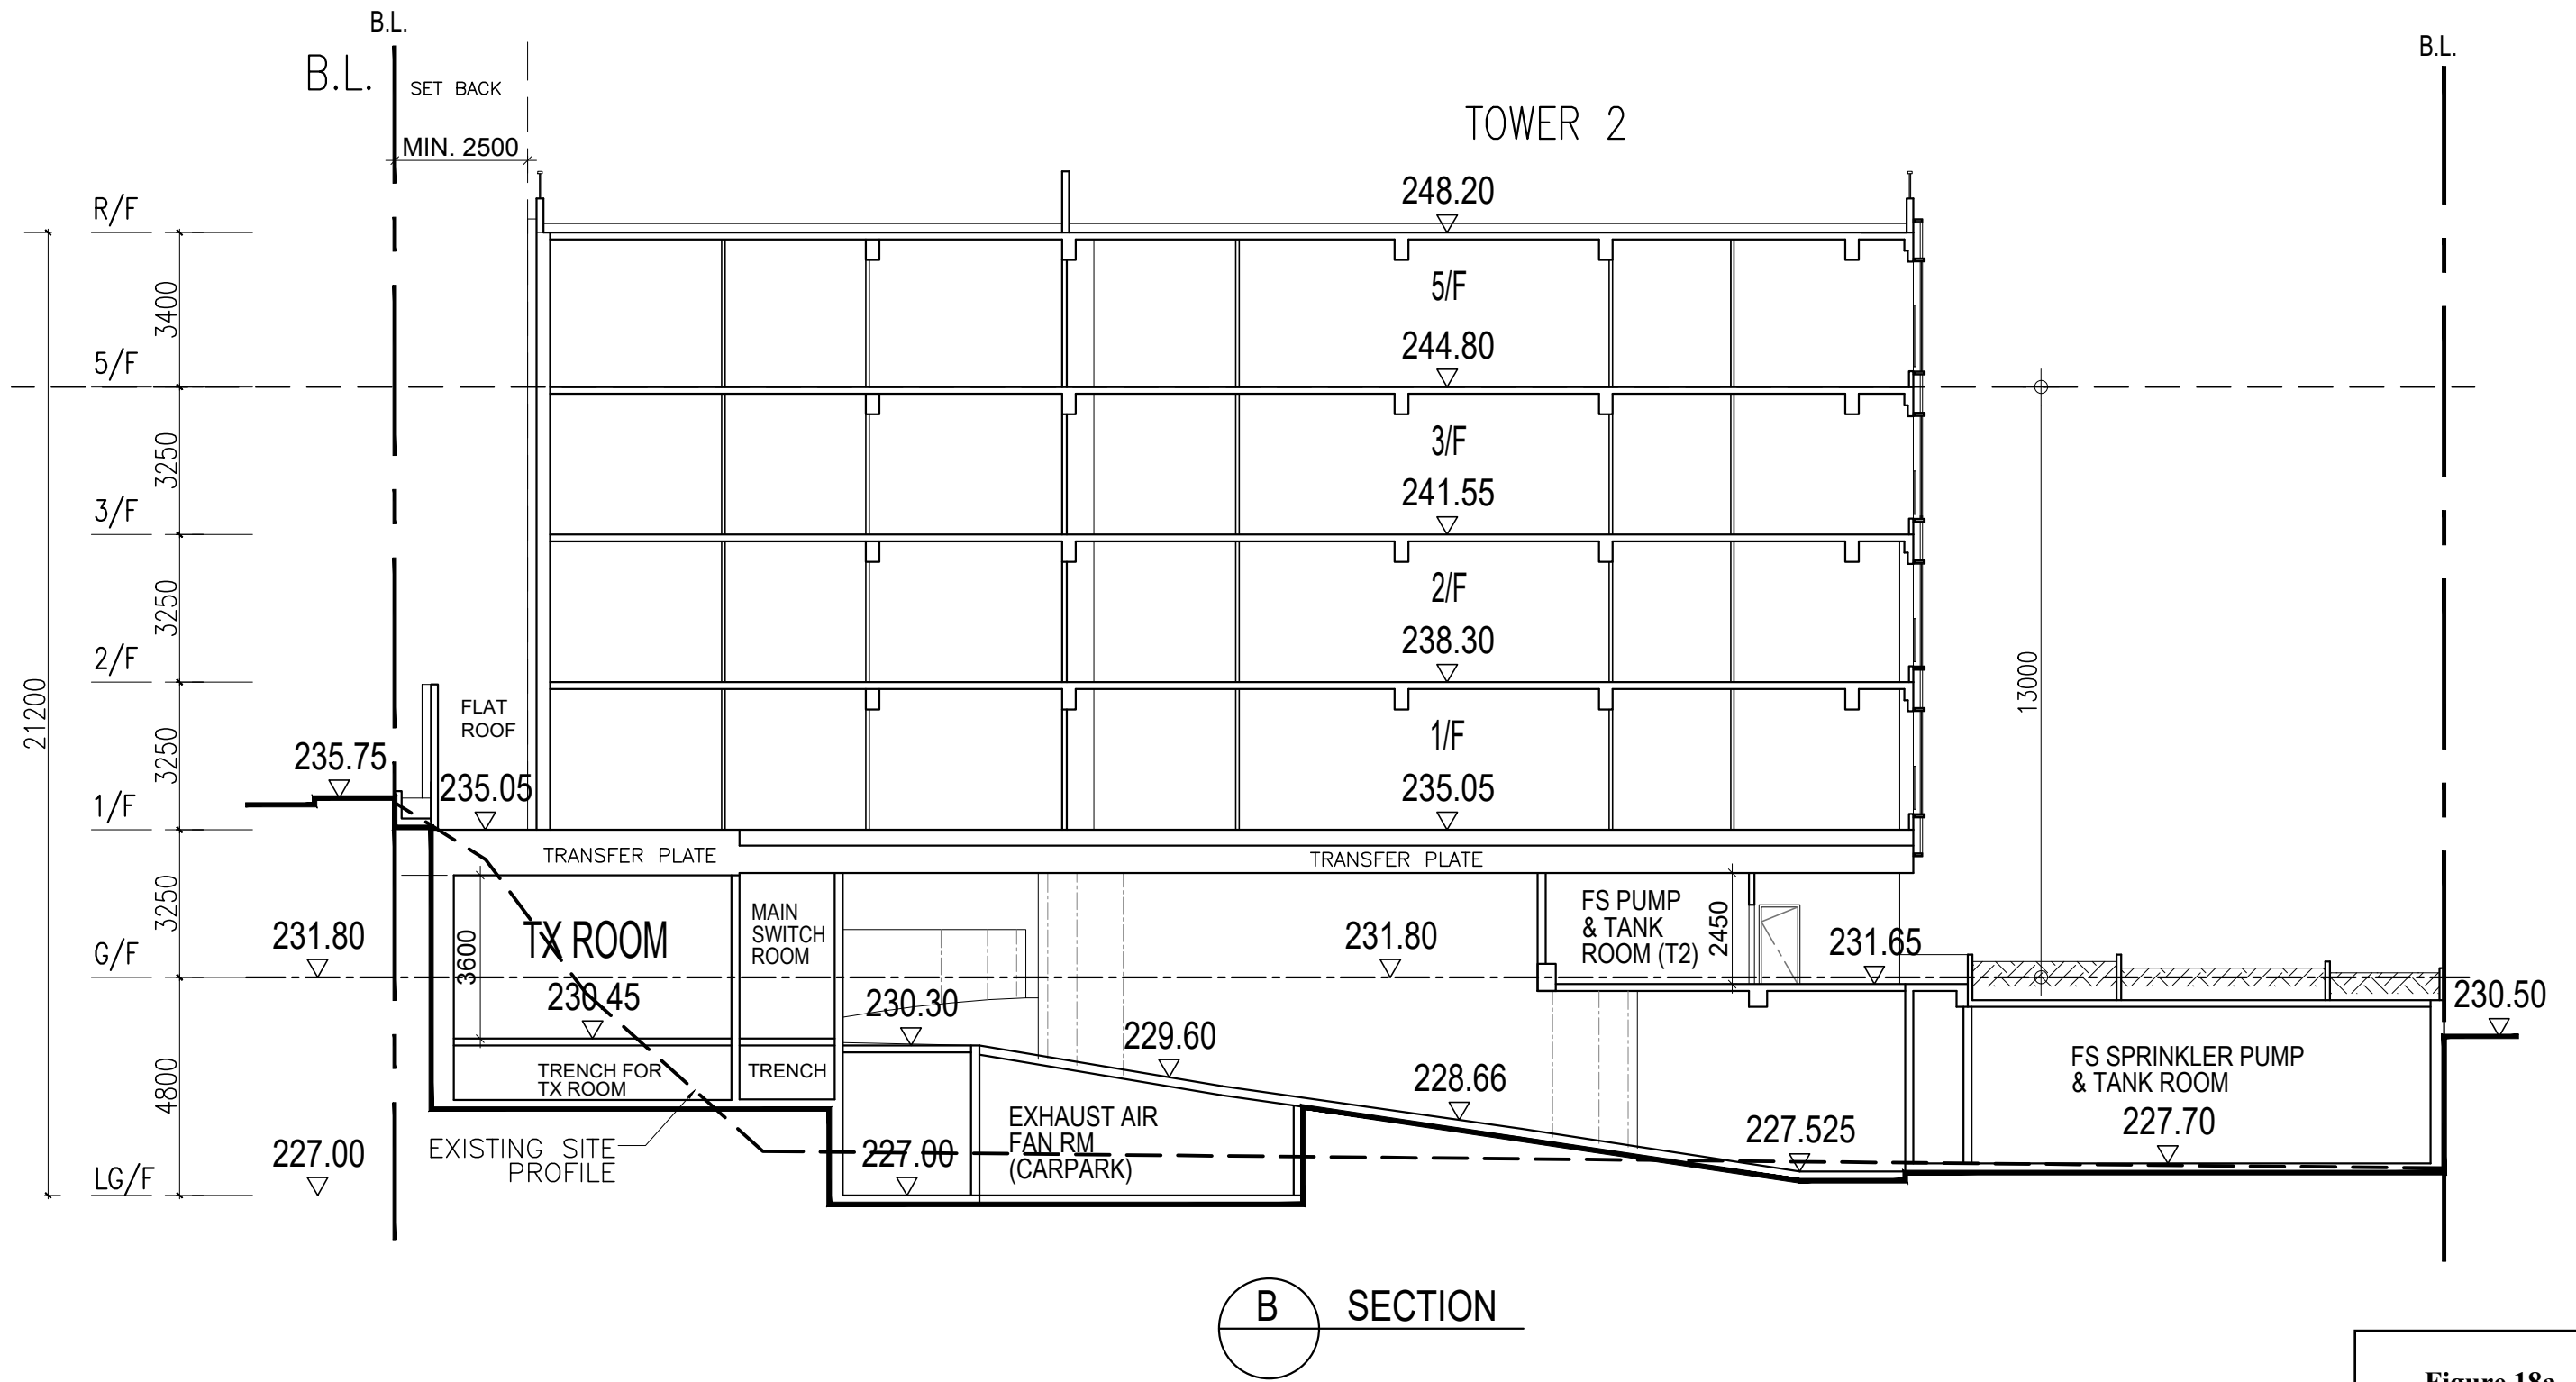 B.L.
B.L.
B.L.
SET BACK
MIN. 2500
TOWER 2
R/F
248.20
3400
5/F
5/F
244.80
3250
3/F
3/F
241.55
3250
2/F
2/F
238.30
13000
21200
FLAT
ROOF
3250
1/F
235.75
235.05
235.05
1/F
TRANSFER PLATE
TRANSFER PLATE
3250
231.80
G/F
3600
TX ROOM
230.45
MAIN
SWITCH
ROOM
231.80
FS PUMP
& TANK
ROOM (T2)
2450
231.65
230.30
229.60
230.50
TRENCH FOR
TX ROOM
TRENCH
228.66
FS SPRINKLER PUMP
& TANK ROOM
227.70
4800
EXISTING SITE
PROFILE
EXHAUST AIR
FAN RM
(CARPARK)
227.525
227.00
227.00
LG/F
B
SECTION
Figure 18a